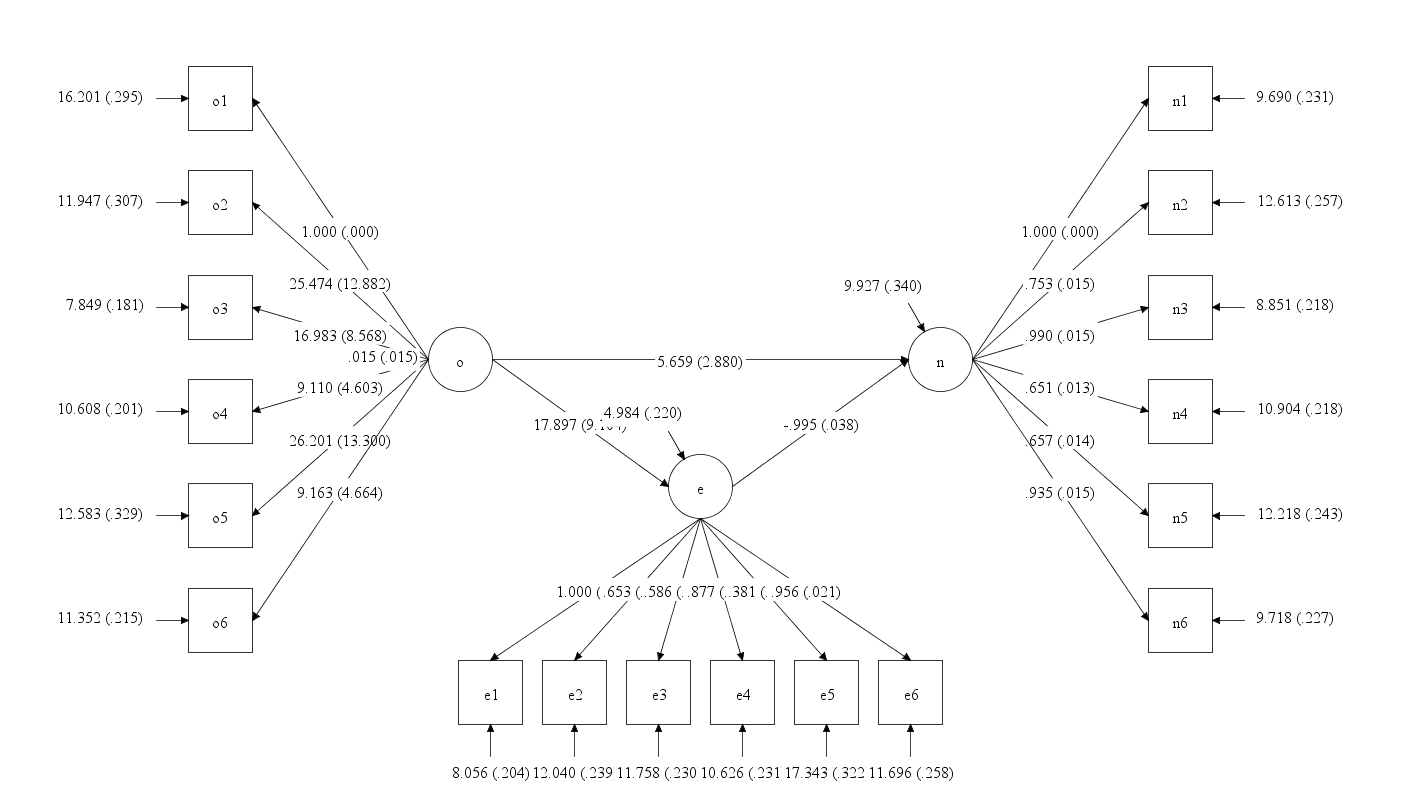 o1
16.201 (.295)
o2
11.947 (.307)
o3
7.849 (.181)
o4
10.608 (.201)
o5
12.583 (.329)
o6
11.352 (.215)
1.000 (.000)
25.474 (12.882)
16.983 (8.568)
.015 (.015)
9.110 (4.603)
26.201 (13.300)
9.163 (4.664)
o
5.659 (2.880)
17.897
4.984 (.220)
-.995 (.038)
9.927 (.340)
n
e
1.000 (.000)
.753 (.015)
.990 (.015)
.651 (.013)
.657 (.014)
.935 (.015)
n1
9.690 (.231)
n2
12.613 (.257)
n3
8.851 (.218)
n4
10.904 (.218)
n5
12.218 (.243)
n6
9.718 (.227)
1.000 (.653 (.586 (.877 (.381 (.956 (.021)
e1 e2 e3 e4 e5 e6
8.056 (.204) 12.040 (.239 11.758 (.230 10.626 (.231 17.343 (.322 11.696 (.258)